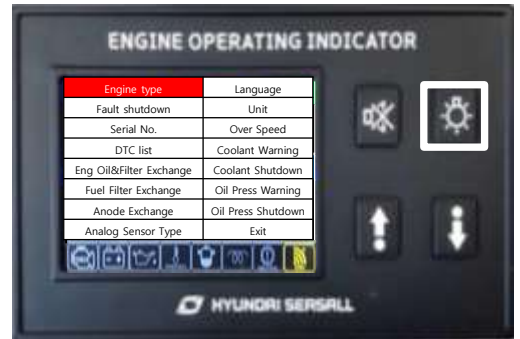 ENGINE OPERATING INDICATOR
Engine type Language
Fault shutdown Unit
Serial No. Over Speed
DTC list Coolant Warning
Eng Oil&Filter Exchange Coolant Shutdown
Fuel Filter Exchange Oil Press Warning
Anode Exchange Oil Press Shutdown
Analog Sensor Type Exit
HYUNDAI SEASALL